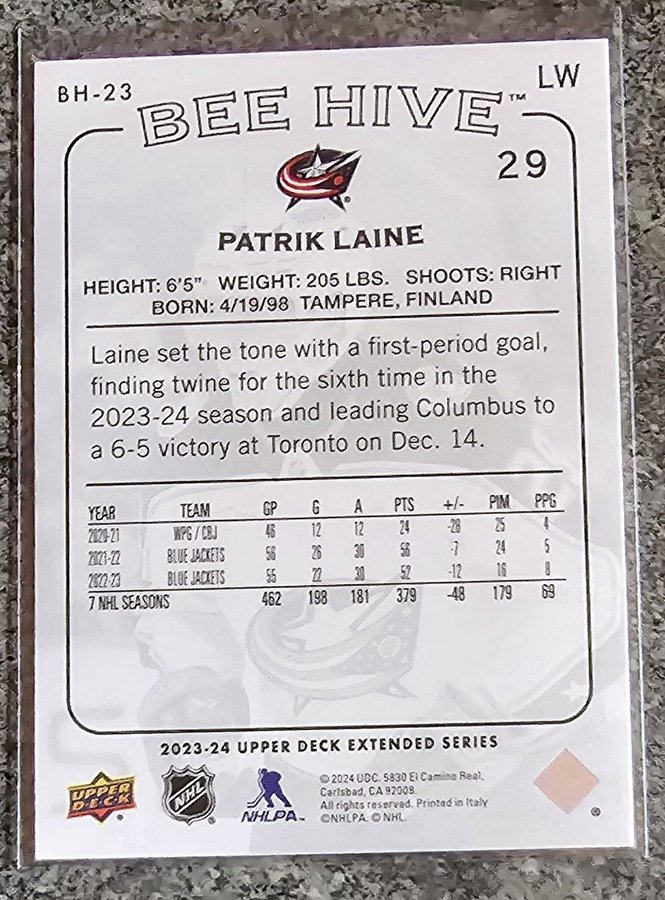 BH-23
LW
BEE HIVE™
29
PATRIK LAINE
HEIGHT: 6'5" WEIGHT: 205 LBS. SHOOTS: RIGHT
BORN: 4/19/98 TAMPERE, FINLAND
Laine set the tone with a first-period goal,
finding twine for the sixth time in the
2023-24 season and leading Columbus to
a 6-5 victory at Toronto on Dec. 14.
YEAR TEAM GP G A PTS +/- PIM PPG
2020-21 WPG / CBJ 46 12 12 24 -28 25 4
2021-22 BLUE JACKETS 56 26 30 56 -7 24 5
2022-23 BLUE JACKETS 55 22 30 52 -12 16 8
7 NHL SEASONS 462 198 181 379 -48 179 69
2023-24 UPPER DECK EXTENDED SERIES
UPPER
DECK
NHL
NHLPA™
© 2024 UDC. 5830 El Camino Real,
Carlsbad, CA 92008.
All rights reserved. Printed in Italy
©NHLPA. © NHL.